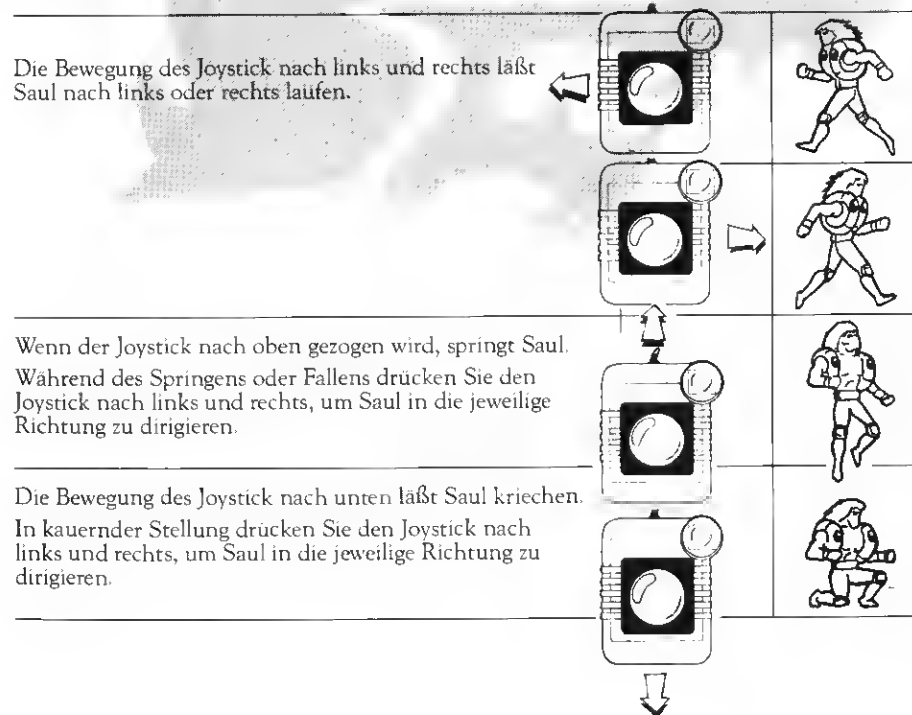 Die Bewegung des Joystick nach links und rechts läßt
Saul nach links oder rechts laufen.
Wenn der Joystick nach oben gezogen wird, springt Saul.
Während des Springens oder Fallens drücken Sie den
Joystick nach links und rechts, um Saul in die jeweilige
Richtung zu dirigieren.
Die Bewegung des Joystick nach unten läßt Saul kriechen.
In kauernder Stellung drücken Sie den Joystick nach
links und rechts, um Saul in die jeweilige Richtung zu
dirigieren.